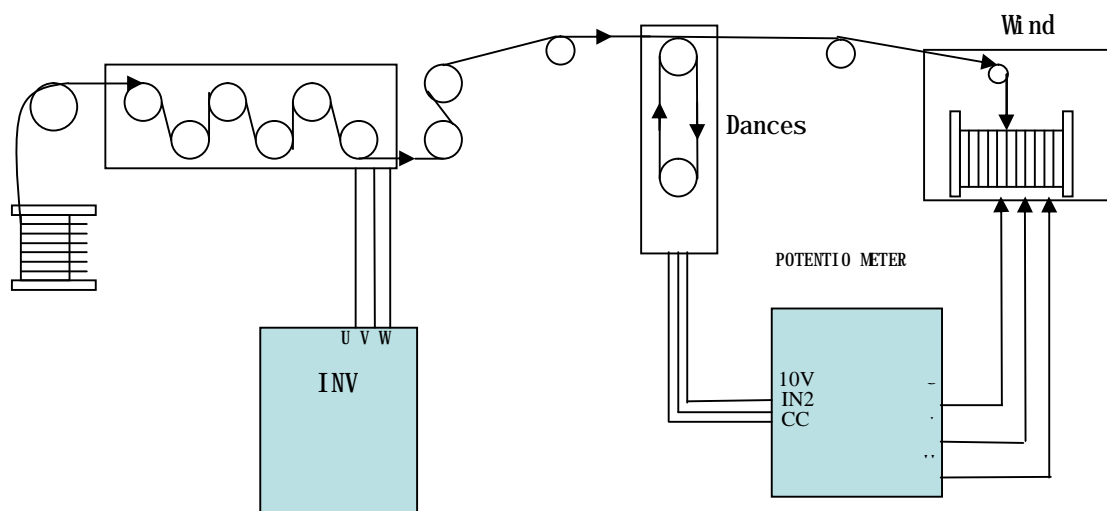 Wind
Dances
POTENTIO METER
U V W
INV
10V
IN2
CC